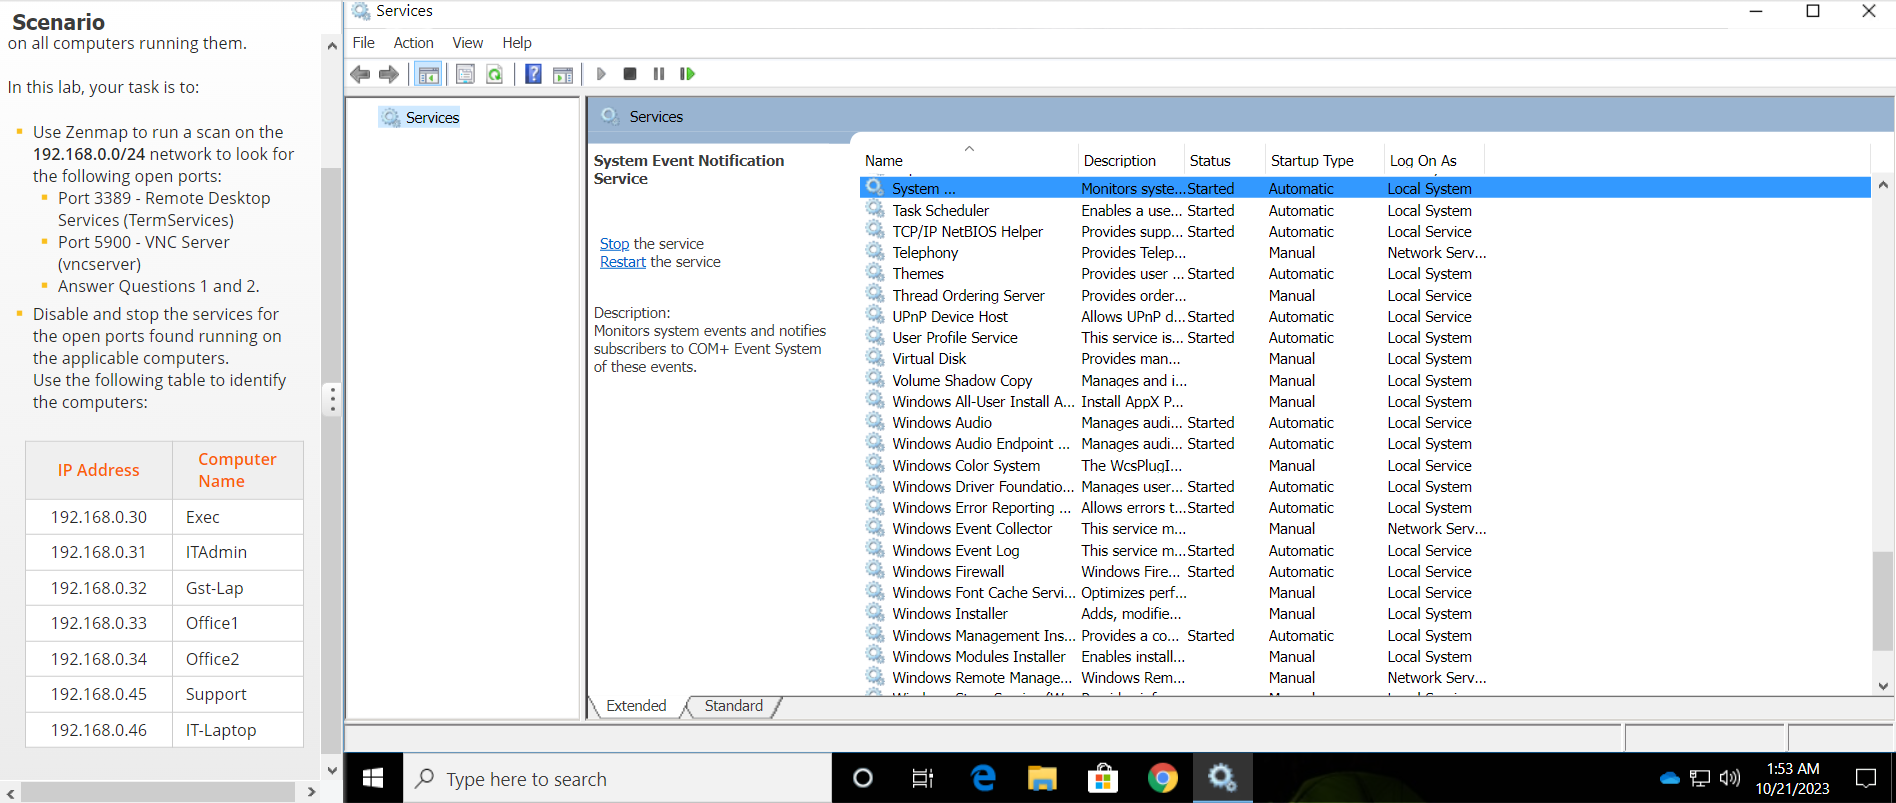 Scenario
on all computers running them.
In this lab, your task is to:
Use Zenmap to run a scan on the
192.168.0.0/24 network to look for
the following open ports:
Port 3389 - Remote Desktop
Services (TermServices)
Port 5900 - VNC Server
(vncserver)
Answer Questions 1 and 2.
Disable and stop the services for
the open ports found running on
the applicable computers.
Use the following table to identify
the computers:
IP Address Computer Name
192.168.0.30 Exec
192.168.0.31 ITAdmin
192.168.0.32 Gst-Lap
192.168.0.33 Office1
192.168.0.34 Office2
192.168.0.45 Support
192.168.0.46 IT-Laptop
Services
File Action View Help
Services
Services
System Event Notification
Service
Stop the service
Restart the service
Description:
Monitors system events and notifies
subscribers to COM+ Event System
of these events.
Name Description Status Startup Type Log On As
System ... Monitors syste... Started Automatic Local System
Task Scheduler Enables a use... Started Automatic Local System
TCP/IP NetBIOS Helper Provides supp... Started Automatic Local Service
Telephony Provides Telep... Manual Network Serv...
Themes Provides user ... Started Automatic Local System
Thread Ordering Server Provides order... Manual Local Service
UPnP Device Host Allows UPnP d... Started Automatic Local Service
User Profile Service This service is... Started Automatic Local System
Virtual Disk Provides man... Manual Local System
Volume Shadow Copy Manages and i... Manual Local System
Windows All-User Install A... Install AppX P... Manual Local System
Windows Audio Manages audi... Started Automatic Local Service
Windows Audio Endpoint ... Manages audi... Started Automatic Local System
Windows Color System The WcsPlugI... Manual Local Service
Windows Driver Foundatio... Manages user... Started Automatic Local System
Windows Error Reporting ... Allows errors t... Started Automatic Local System
Windows Event Collector This service m... Manual Network Serv...
Windows Event Log This service m... Started Automatic Local Service
Windows Firewall Windows Fire... Started Automatic Local Service
Windows Font Cache Servi... Optimizes perf... Manual Local Service
Windows Installer Adds, modifie... Manual Local System
Windows Management Ins... Provides a co... Started Automatic Local System
Windows Modules Installer Enables install... Manual Local System
Windows Remote Manage... Windows Rem... Manual Network Serv...
Extended Standard
Type here to search
1:53 AM
10/21/2023